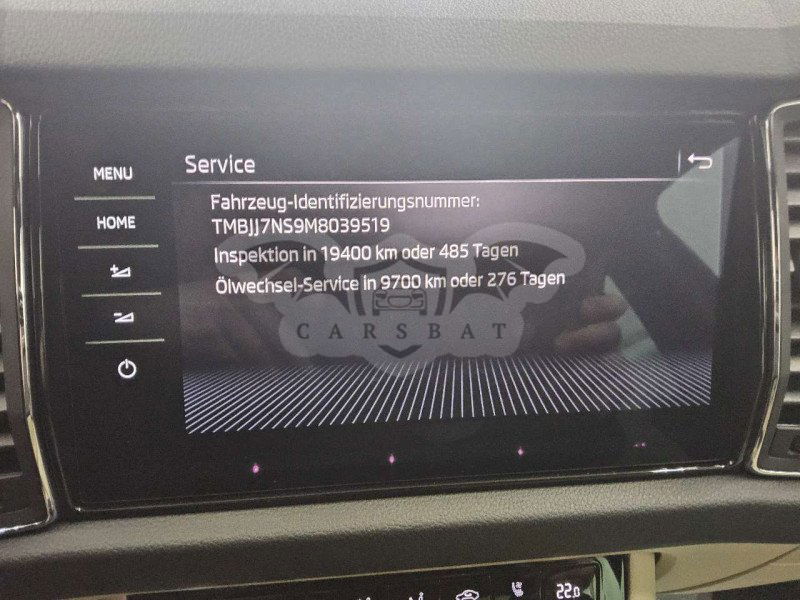 MENU
HOME
Service
Fahrzeug-Identifizierungsnummer:
TMBJJ7NS9M8039519
Inspektion in 19400 km oder 485 Tagen
Ölwechsel-Service in 9700 km oder 276 Tagen
CARSBAT
22.0